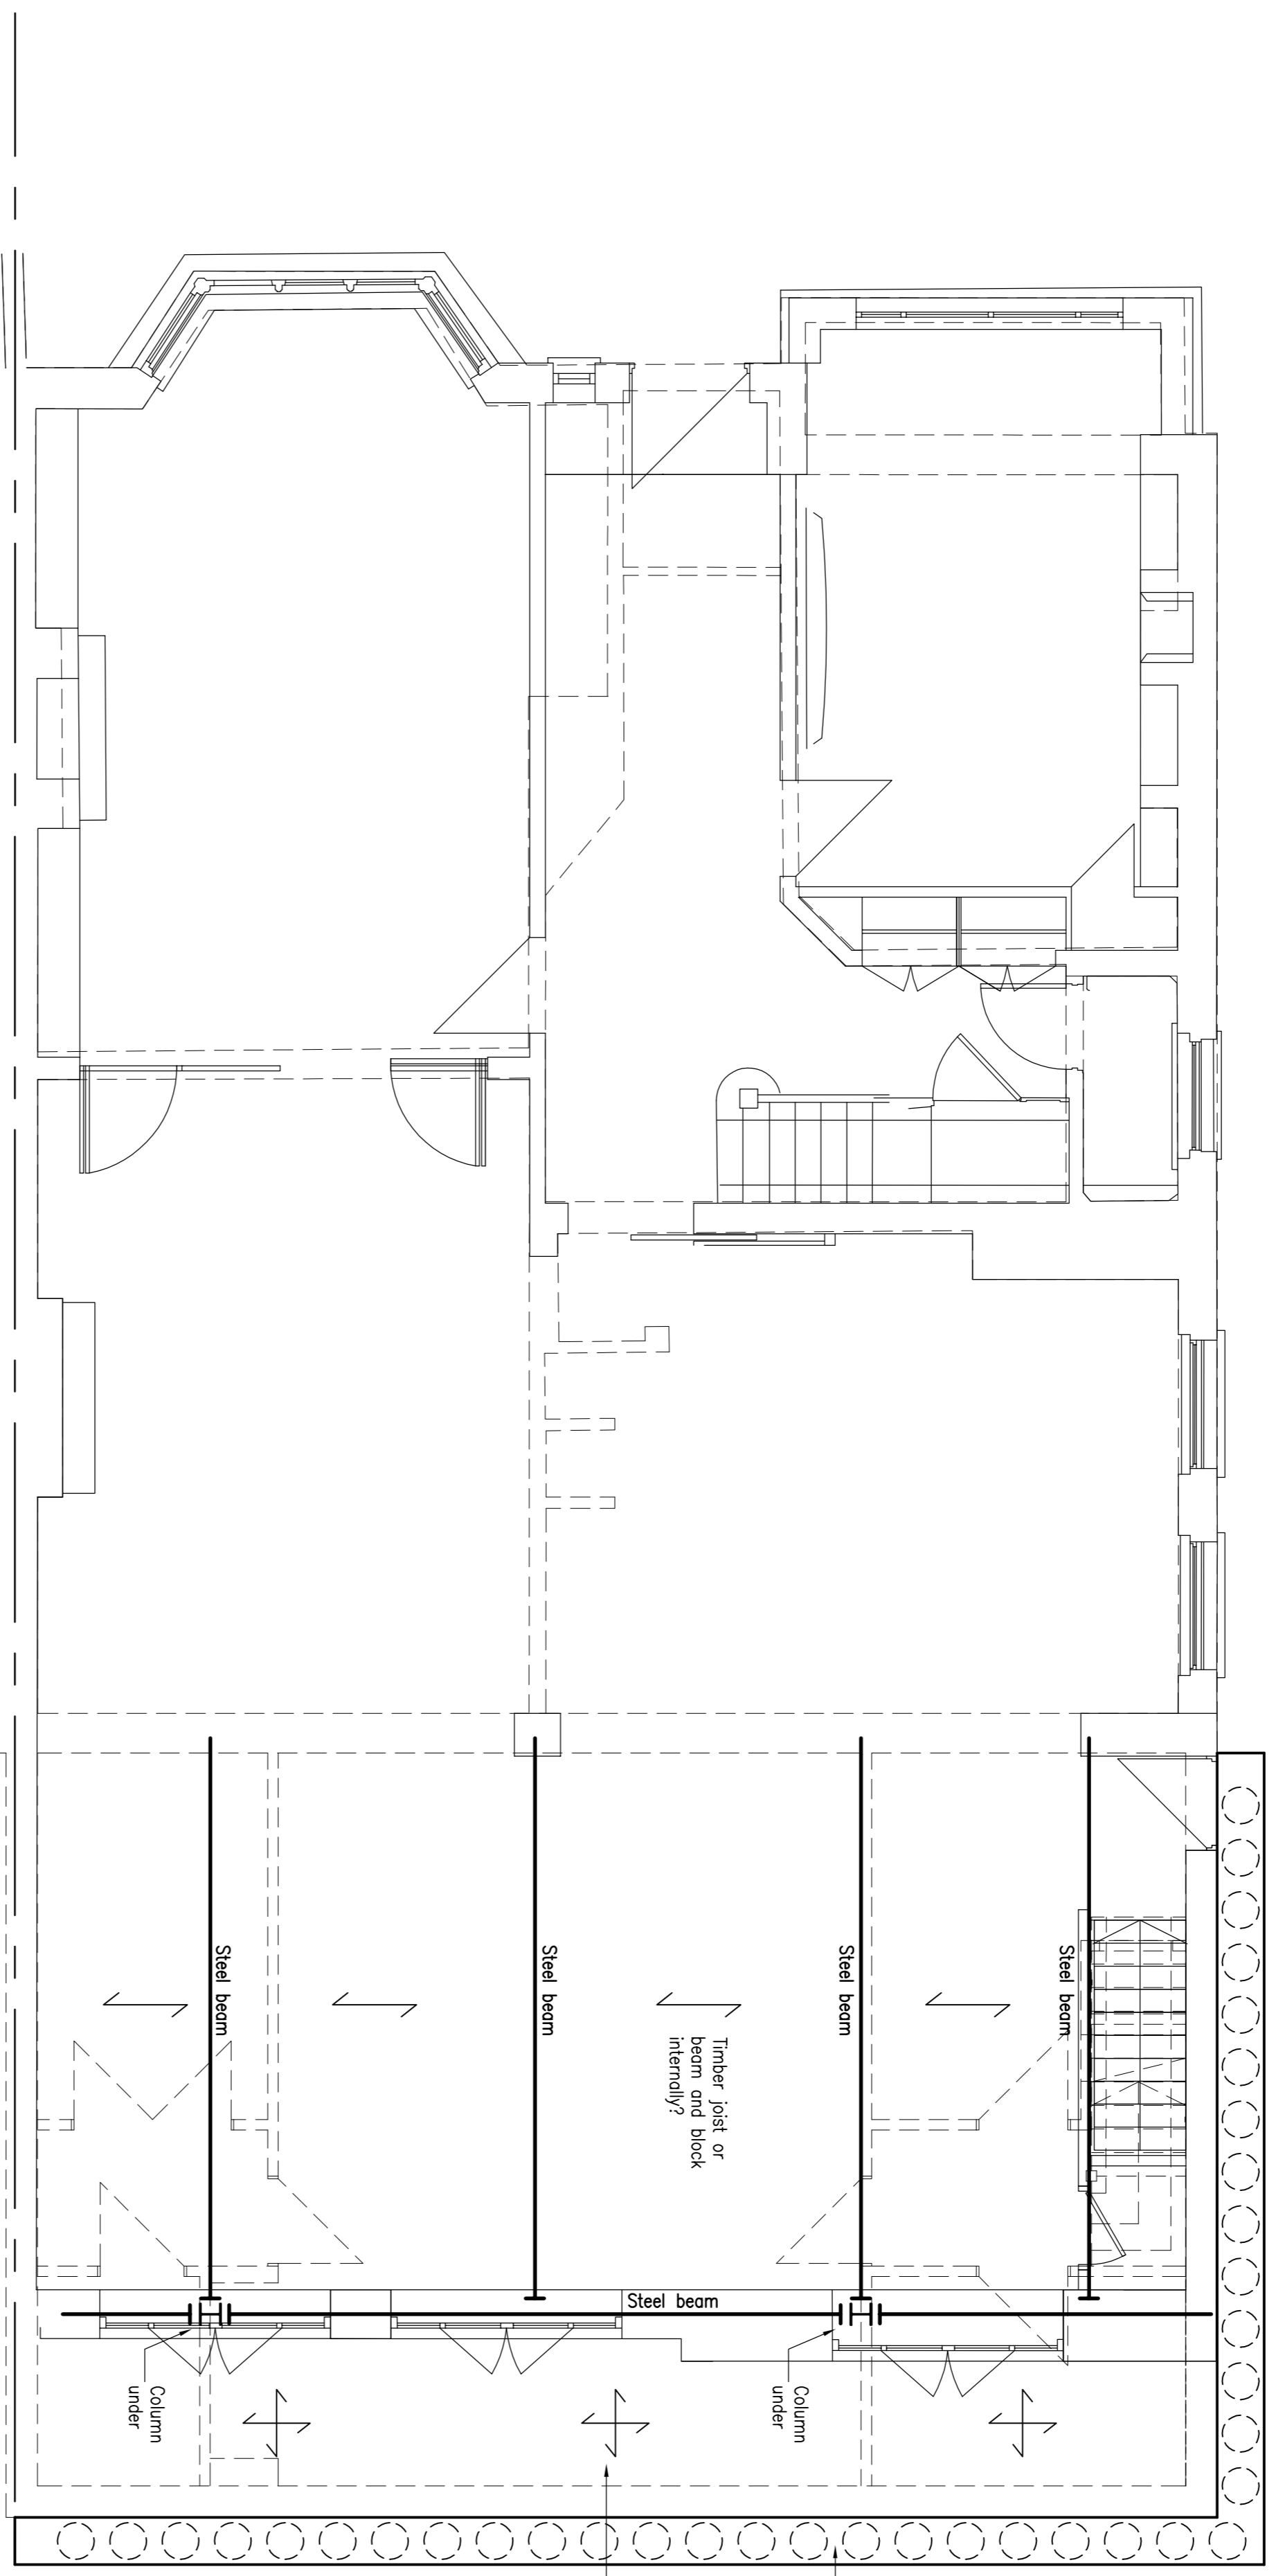 Steel beam
Steel beam
Steel beam
Steel beam
Timber joist or
beam and block
internally?
Steel beam
Column
under
Column
under